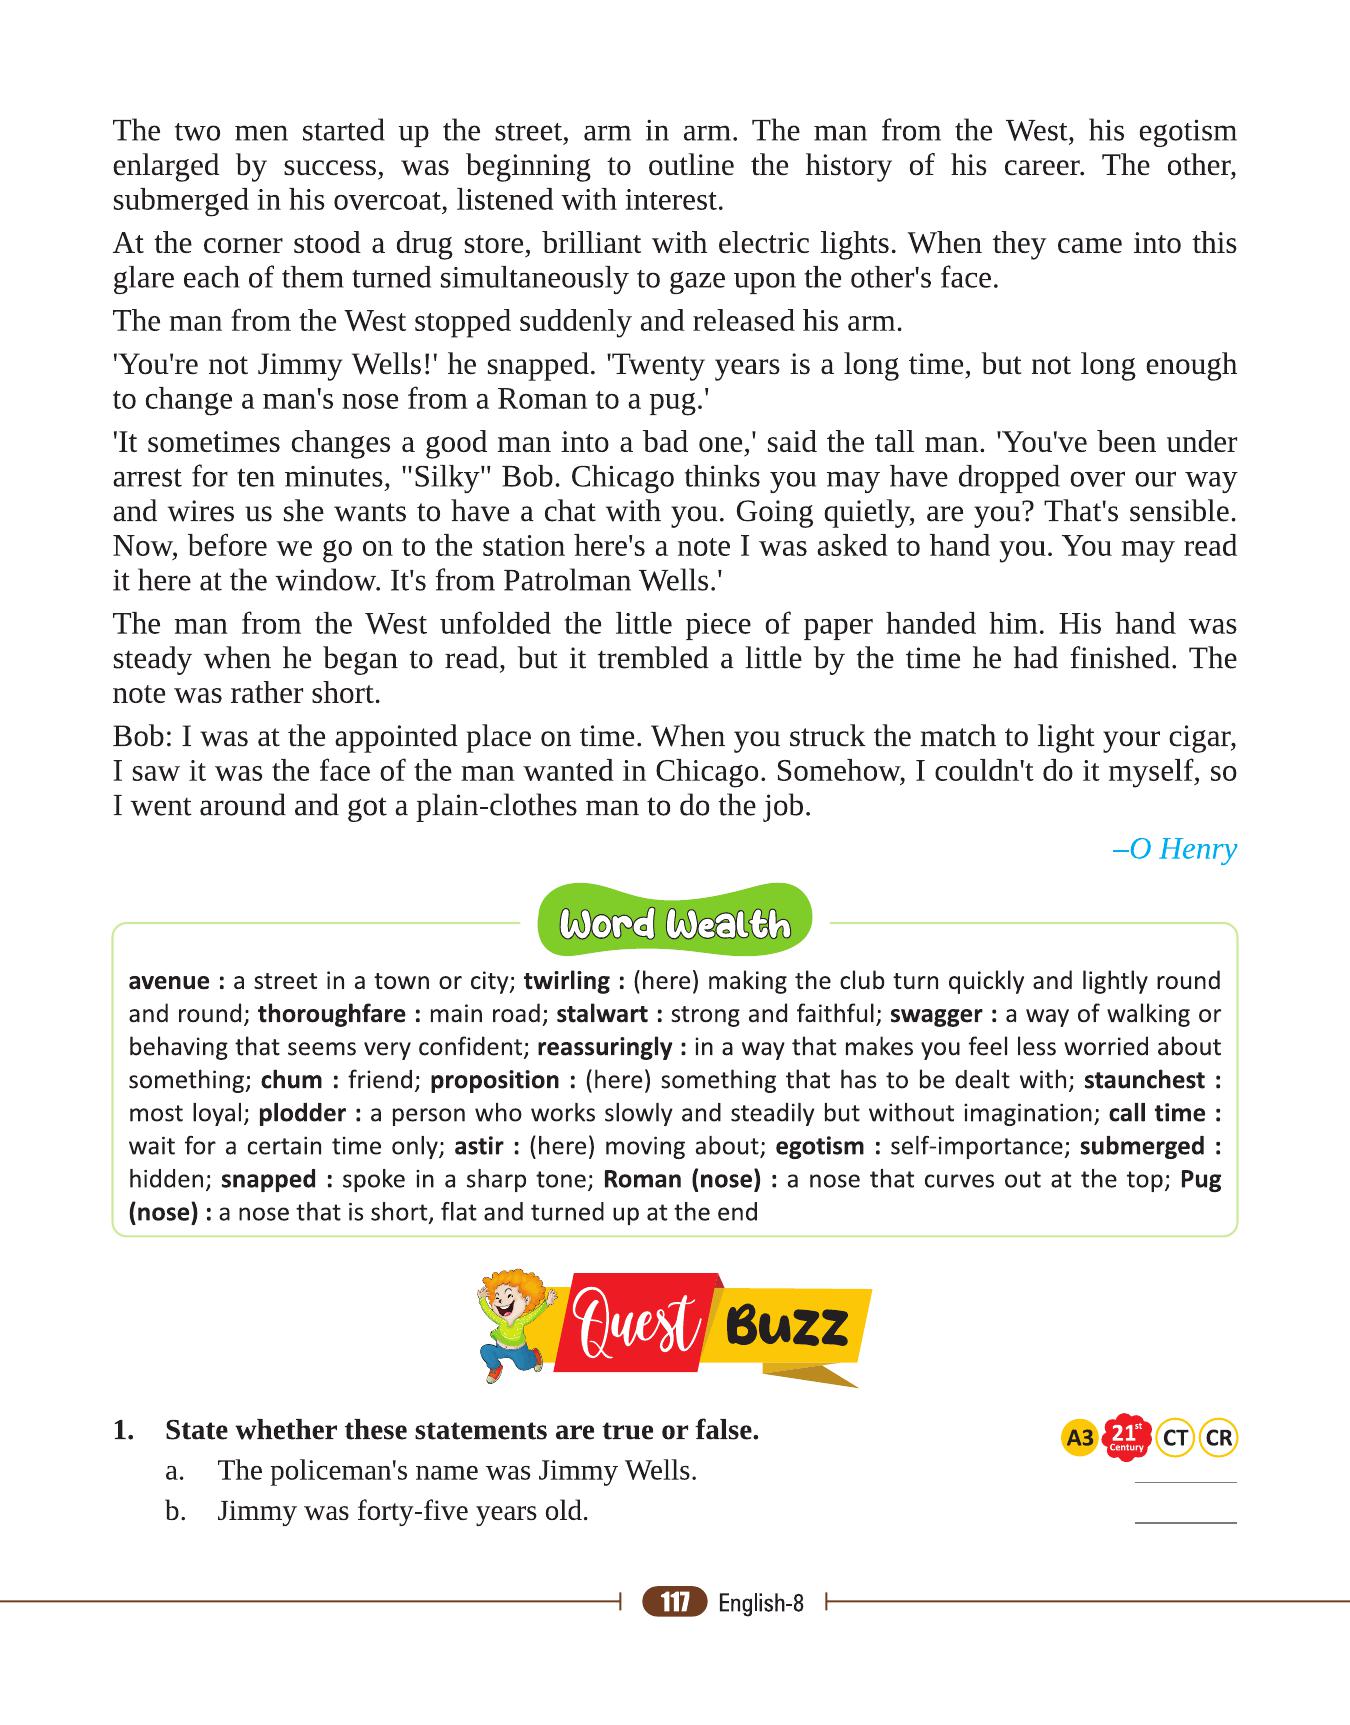 The two men started up the street, arm in arm. The man from the West, his egotism
enlarged by success, was beginning to outline the history of his career. The other,
submerged in his overcoat, listened with interest.
At the corner stood a drug store, brilliant with electric lights. When they came into this
glare each of them turned simultaneously to gaze upon the other's face.
The man from the West stopped suddenly and released his arm.
'You're not Jimmy Wells!' he snapped. 'Twenty years is a long time, but not long enough
to change a man's nose from a Roman to a pug.'
'It sometimes changes a good man into a bad one,' said the tall man. 'You've been under
arrest for ten minutes, "Silky" Bob. Chicago thinks you may have dropped over our way
and wires us she wants to have a chat with you. Going quietly, are you? That's sensible.
Now, before we go on to the station here's a note I was asked to hand you. You may read
it here at the window. It's from Patrolman Wells.'
The man from the West unfolded the little piece of paper handed him. His hand was
steady when he began to read, but it trembled a little by the time he had finished. The
note was rather short.
Bob: I was at the appointed place on time. When you struck the match to light your cigar,
I saw it was the face of the man wanted in Chicago. Somehow, I couldn't do it myself, so
I went around and got a plain-clothes man to do the job.
–O Henry
Word Wealth
avenue : a street in a town or city; twirling : (here) making the club turn quickly and lightly round
and round; thoroughfare : main road; stalwart : strong and faithful; swagger : a way of walking or
behaving that seems very confident; reassuringly : in a way that makes you feel less worried about
something; chum : friend; proposition : (here) something that has to be dealt with; staunchest :
most loyal; plodder : a person who works slowly and steadily but without imagination; call time :
wait for a certain time only; astir : (here) moving about; egotism : self-importance; submerged :
hidden; snapped : spoke in a sharp tone; Roman (nose) : a nose that curves out at the top; Pug
(nose) : a nose that is short, flat and turned up at the end
Quest Buzz
1. State whether these statements are true or false. A3 21st Century CT CR
a. The policeman's name was Jimmy Wells.
b. Jimmy was forty-five years old.
117 English-8